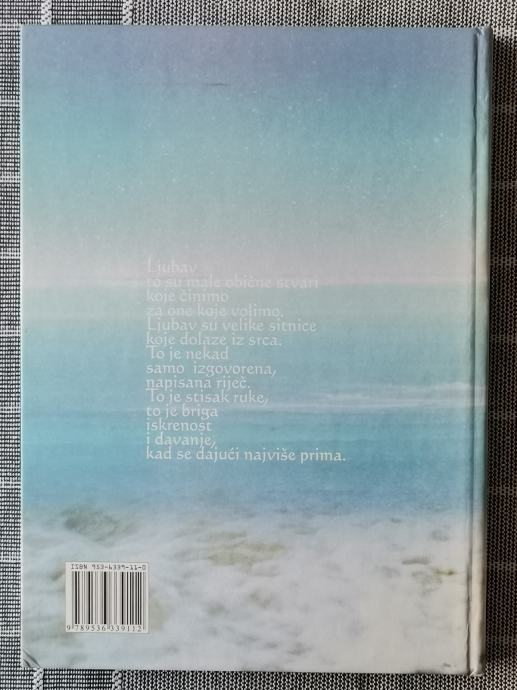 Ljubav
to su male obične stvari
koje činimo
za one koje volimo.
Ljubav su velike sitnice
koje dolaze iz srca.
To je nekad
samo izgovorena,
napisana riječ.
To je stisak ruke,
to je briga
iskrenost
i davanje,
kad se dajući najviše prima.
ISBN 953-6339-11-0
9 789536 339112